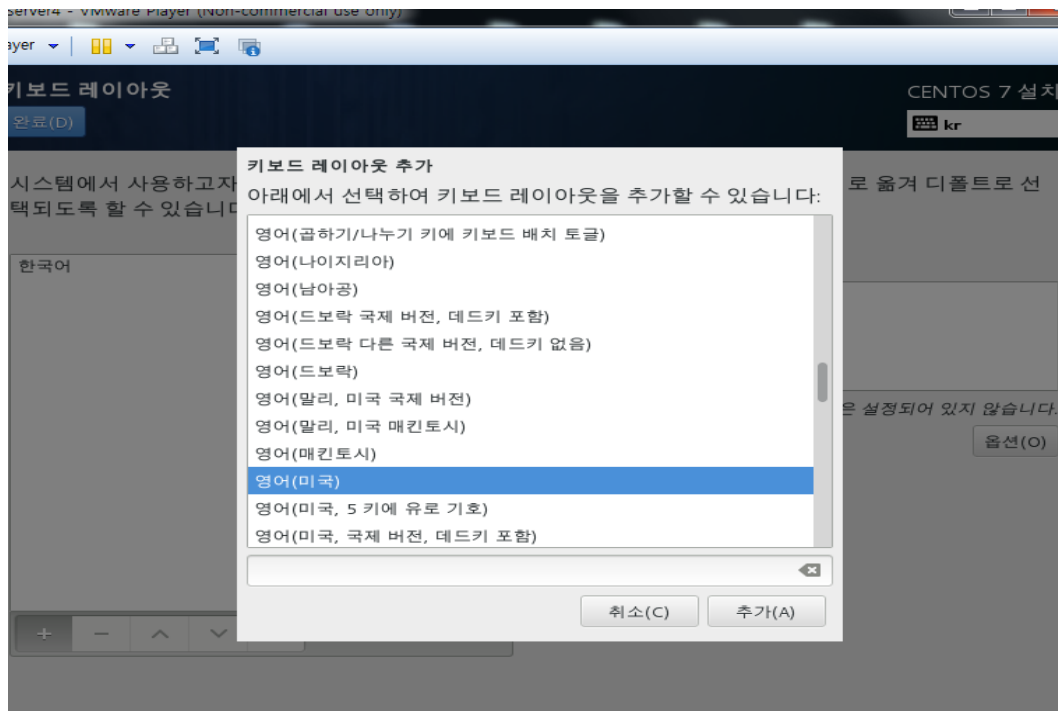 server4 - VMware Player (Non-commercial use only)
ayer
키보드 레이아웃
CENTOS 7 설치
완료(D)
kr
시스템에서 사용하고자
로 옮겨 디폴트로 선
택되도록 할 수 있습니다
한국어
은 설정되어 있지 않습니다.
옵션(O)
키보드 레이아웃 추가
아래에서 선택하여 키보드 레이아웃을 추가할 수 있습니다:
영어(곱하기/나누기 키에 키보드 배치 토글)
영어(나이지리아)
영어(남아공)
영어(드보락 국제 버전, 데드키 포함)
영어(드보락 다른 국제 버전, 데드키 없음)
영어(드보락)
영어(말리, 미국 국제 버전)
영어(말리, 미국 매킨토시)
영어(매킨토시)
영어(미국)
영어(미국, 5 키에 유로 기호)
영어(미국, 국제 버전, 데드키 포함)
취소(C)
추가(A)